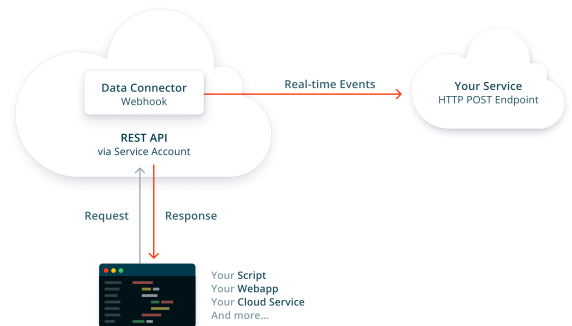 Data Connector
Webhook
Real-time Events
Your Service
HTTP POST Endpoint
REST API
via Service Account
Request
Response
Your Script
Your Webapp
Your Cloud Service
And more...